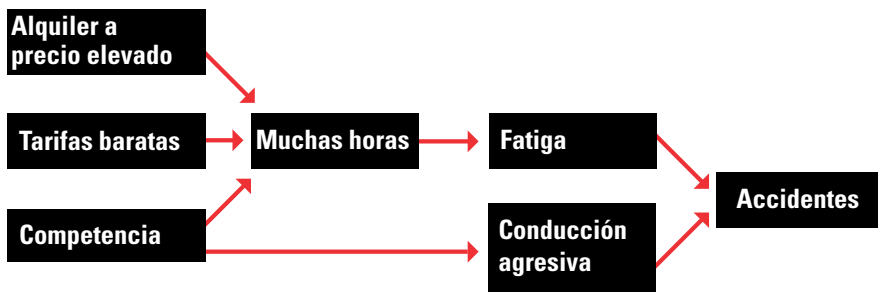 Alquiler a
precio elevado
Tarifas baratas
Muchas horas
Fatiga
Accidentes
Competencia
Conducción
agresiva